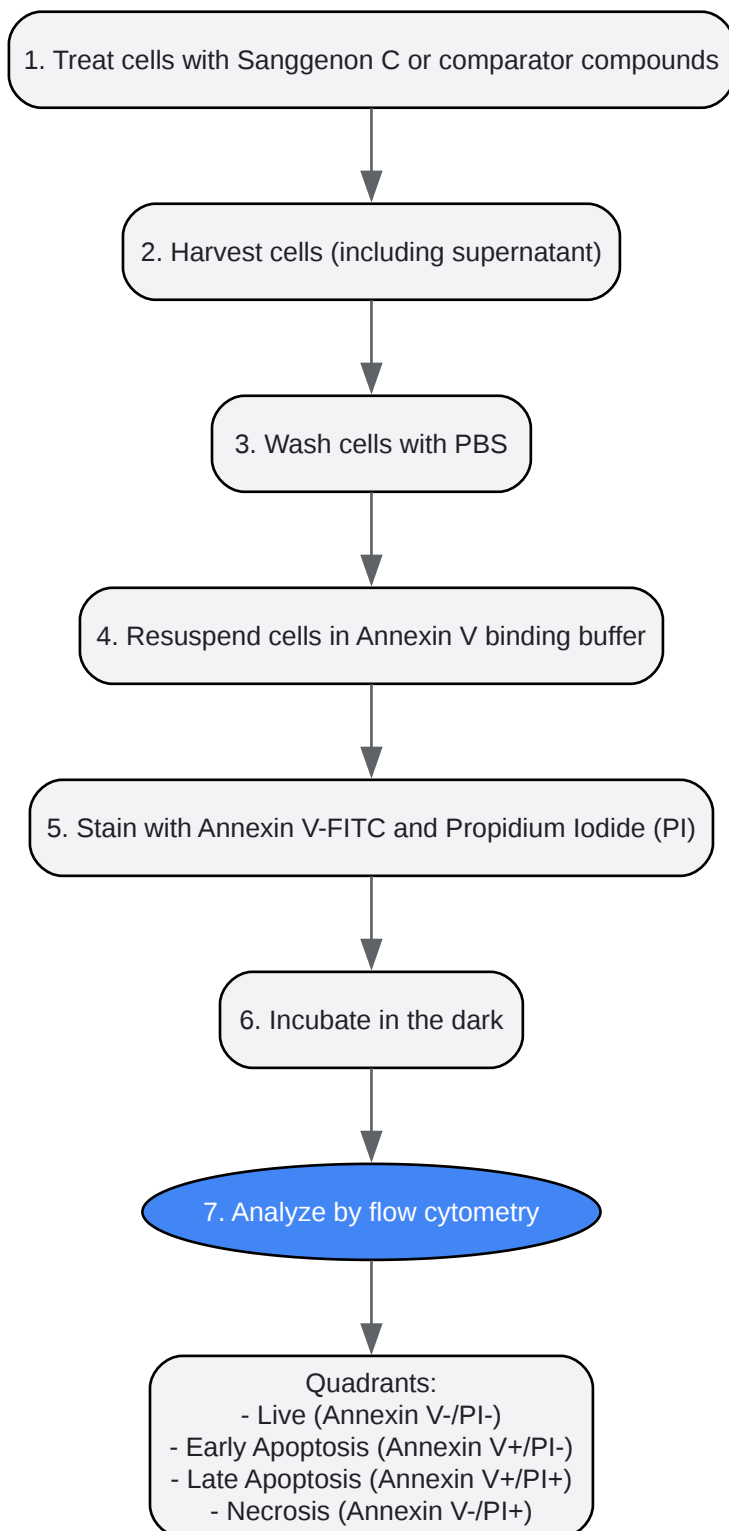 1. Treat cells with Sanggenon C or comparator compounds
2. Harvest cells (including supernatant)
3. Wash cells with PBS
4. Resuspend cells in Annexin V binding buffer
5. Stain with Annexin V-FITC and Propidium Iodide (PI)
6. Incubate in the dark
7. Analyze by flow cytometry
Quadrants:
- Live (Annexin V-/PI-)
- Early Apoptosis (Annexin V+/PI-)
- Late Apoptosis (Annexin V+/PI+)
- Necrosis (Annexin V-/PI+)